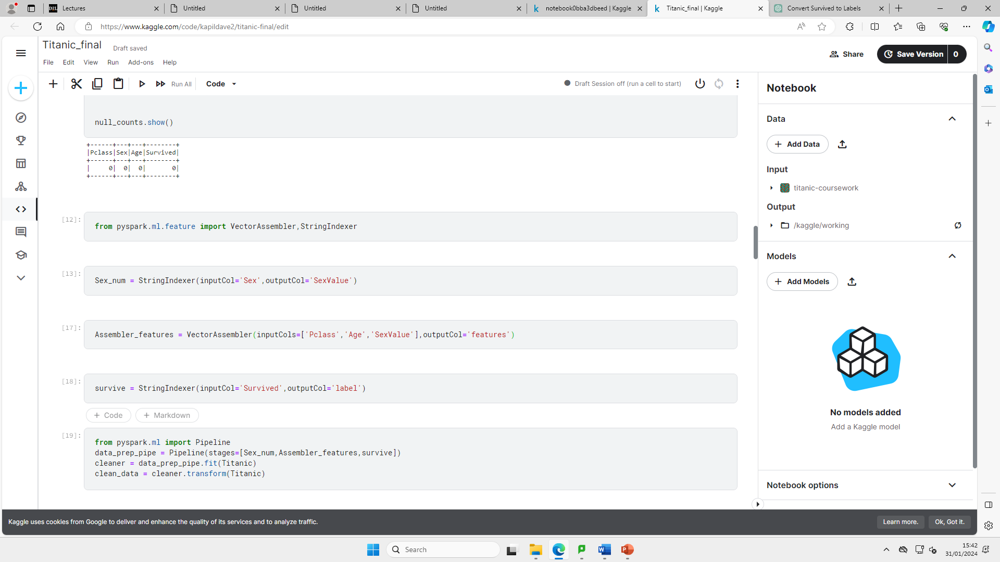 Lectures
Untitled
Untitled
Untitled
notebook0bba3dbeed | Kaggle
Titanic_final | Kaggle
Convert Survived to Labels
https://www.kaggle.com/code/kapildave2/titanic-final/edit
Titanic_final
Draft saved
File Edit View Run Add-ons Help
Share
Save Version 0
Run All
Code
Draft Session off (run a cell to start)
null_counts.show()
+------+---+---+--------+
|Pclass|Sex|Age|Survived|
+------+---+---+--------+
|     0|  0|  0|       0|
+------+---+---+--------+
[12]:
from pyspark.ml.feature import VectorAssembler,StringIndexer
[13]:
Sex_num = StringIndexer(inputCol='Sex',outputCol='SexValue')
[17]:
Assembler_features = VectorAssembler(inputCols=['Pclass','Age','SexValue'],outputCol='features')
[18]:
survive = StringIndexer(inputCol='Survived',outputCol='label')
+ Code
+ Markdown
[19]:
from pyspark.ml import Pipeline
data_prep_pipe = Pipeline(stages=[Sex_num,Assembler_features,survive])
cleaner = data_prep_pipe.fit(Titanic)
clean_data = cleaner.transform(Titanic)
Notebook
Data
+ Add Data
Input
titanic-coursework
Output
/kaggle/working
Models
+ Add Models
No models added
Add a Kaggle model
Notebook options
Kaggle uses cookies from Google to deliver and enhance the quality of its services and to analyze traffic.
Learn more.
Ok, Got it.
Search
15:42
31/01/2024